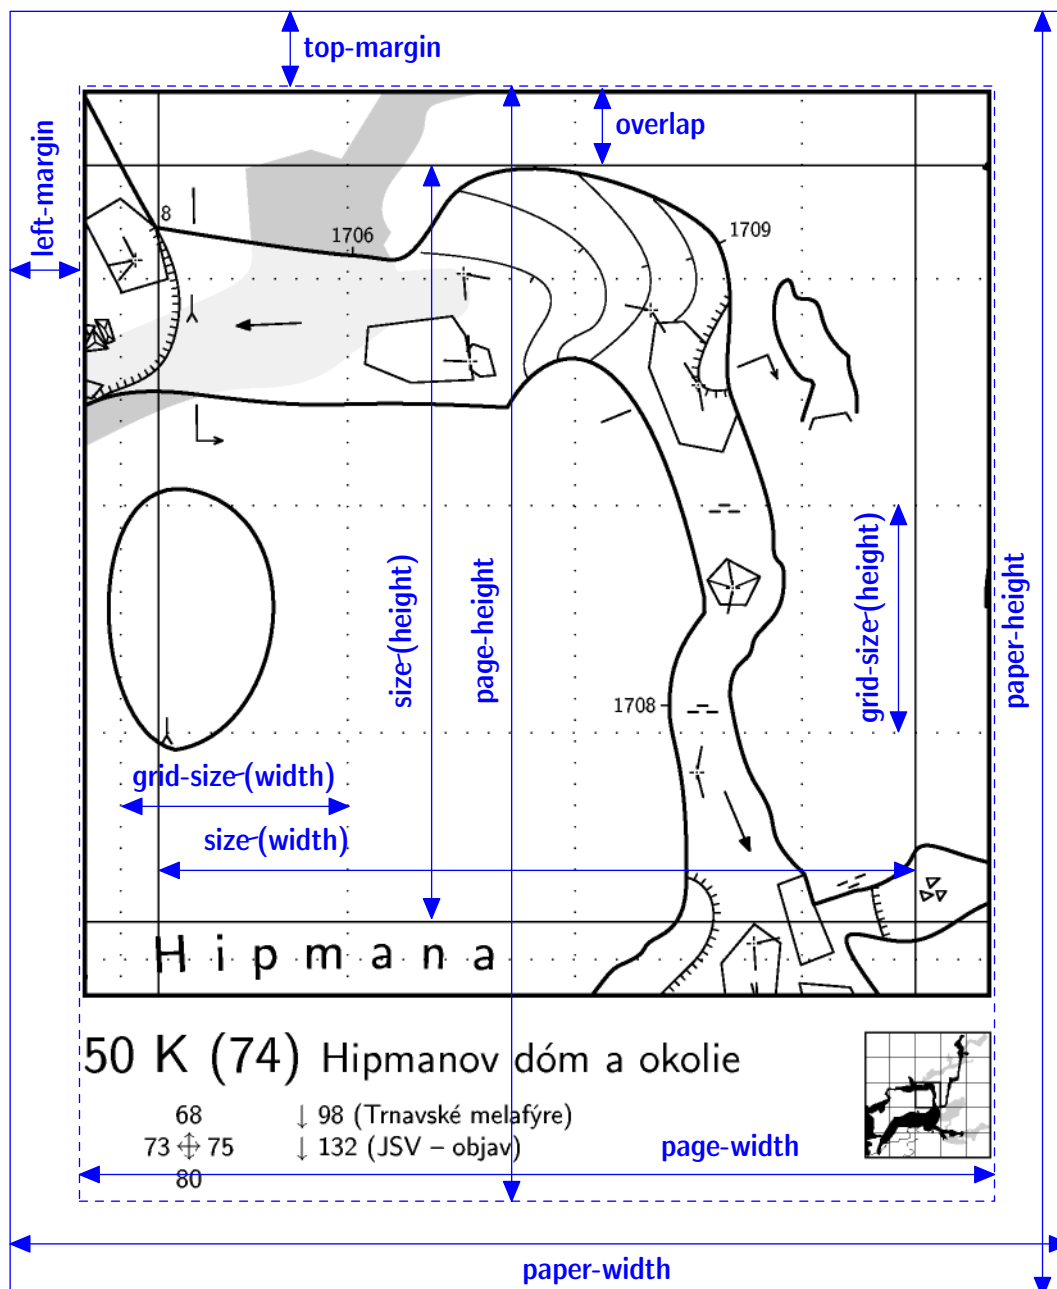 top-margin
overlap
left-margin
8
1706
1709
size (height)
page-height
grid-size (height)
paper-height
1708
grid-size (width)
size (width)
Hipmana
50 K (74) Hipmanov dóm a okolie
68
↓ 98 (Trnavské melafýre)
73 75
↓ 132 (JSV – objav)
80
page-width
paper-width